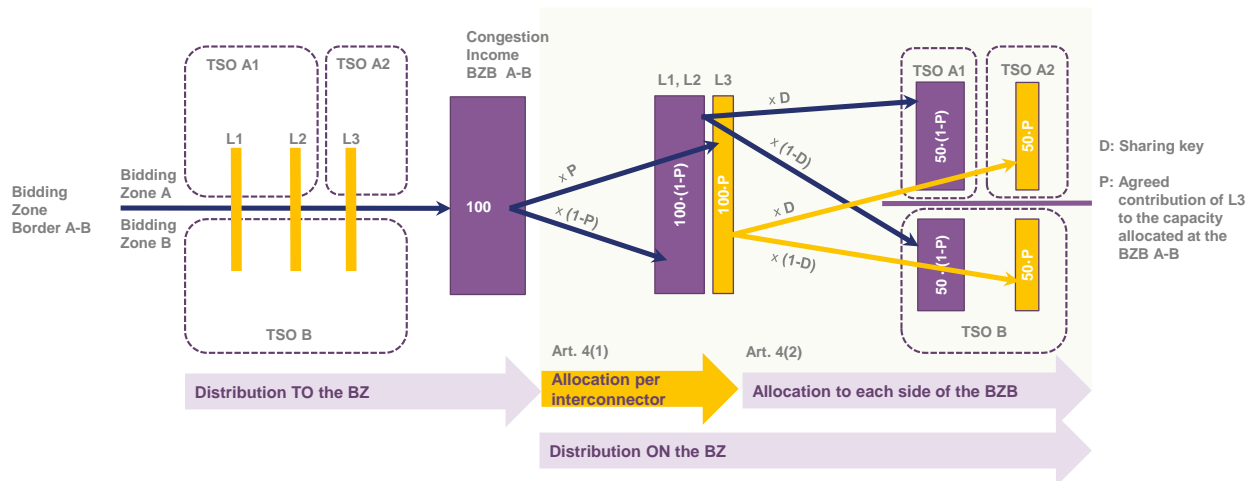 TSO A1
TSO A2
L1
L2
L3
Bidding
Zone
Border A-B
Bidding
Zone A
Bidding
Zone B
TSO B
Congestion
Income
BZB A-B
100
x P
x (1-P)
L1, L2
L3
100·(1-P)
100·P
x D
x (1-D)
x D
x (1-D)
TSO A1
TSO A2
50·(1-P)
50·P
50·(1-P)
50·P
TSO B
D: Sharing key
P: Agreed
contribution of L3
to the capacity
allocated at the
BZB A-B
Art. 4(1)
Art. 4(2)
Distribution TO the BZ
Allocation per
interconnector
Allocation to each side of the BZB
Distribution ON the BZ